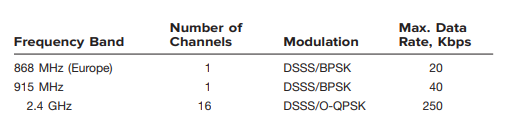 Number of Max. Data
Frequency Band Channels Modulation Rate, Kbps
868 MHz (Europe) 1 DSSS/BPSK 20
915 MHz 1 DSSS/BPSK 40
2.4 GHz 16 DSSS/O-QPSK 250